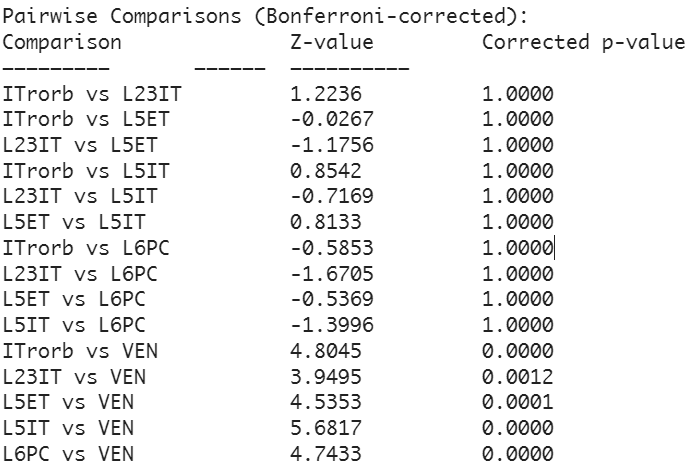 Pairwise Comparisons (Bonferroni-corrected):
Comparison Z-value Corrected p-value
_________ ______ __________
ITrorb vs L23IT 1.2236 1.0000
ITrorb vs L5ET -0.0267 1.0000
L23IT vs L5ET -1.1756 1.0000
ITrorb vs L5IT 0.8542 1.0000
L23IT vs L5IT -0.7169 1.0000
L5ET vs L5IT 0.8133 1.0000
ITrorb vs L6PC -0.5853 1.0000
L23IT vs L6PC -1.6705 1.0000
L5ET vs L6PC -0.5369 1.0000
L5IT vs L6PC -1.3996 1.0000
ITrorb vs VEN 4.8045 0.0000
L23IT vs VEN 3.9495 0.0012
L5ET vs VEN 4.5353 0.0001
L5IT vs VEN 5.6817 0.0000
L6PC vs VEN 4.7433 0.0000